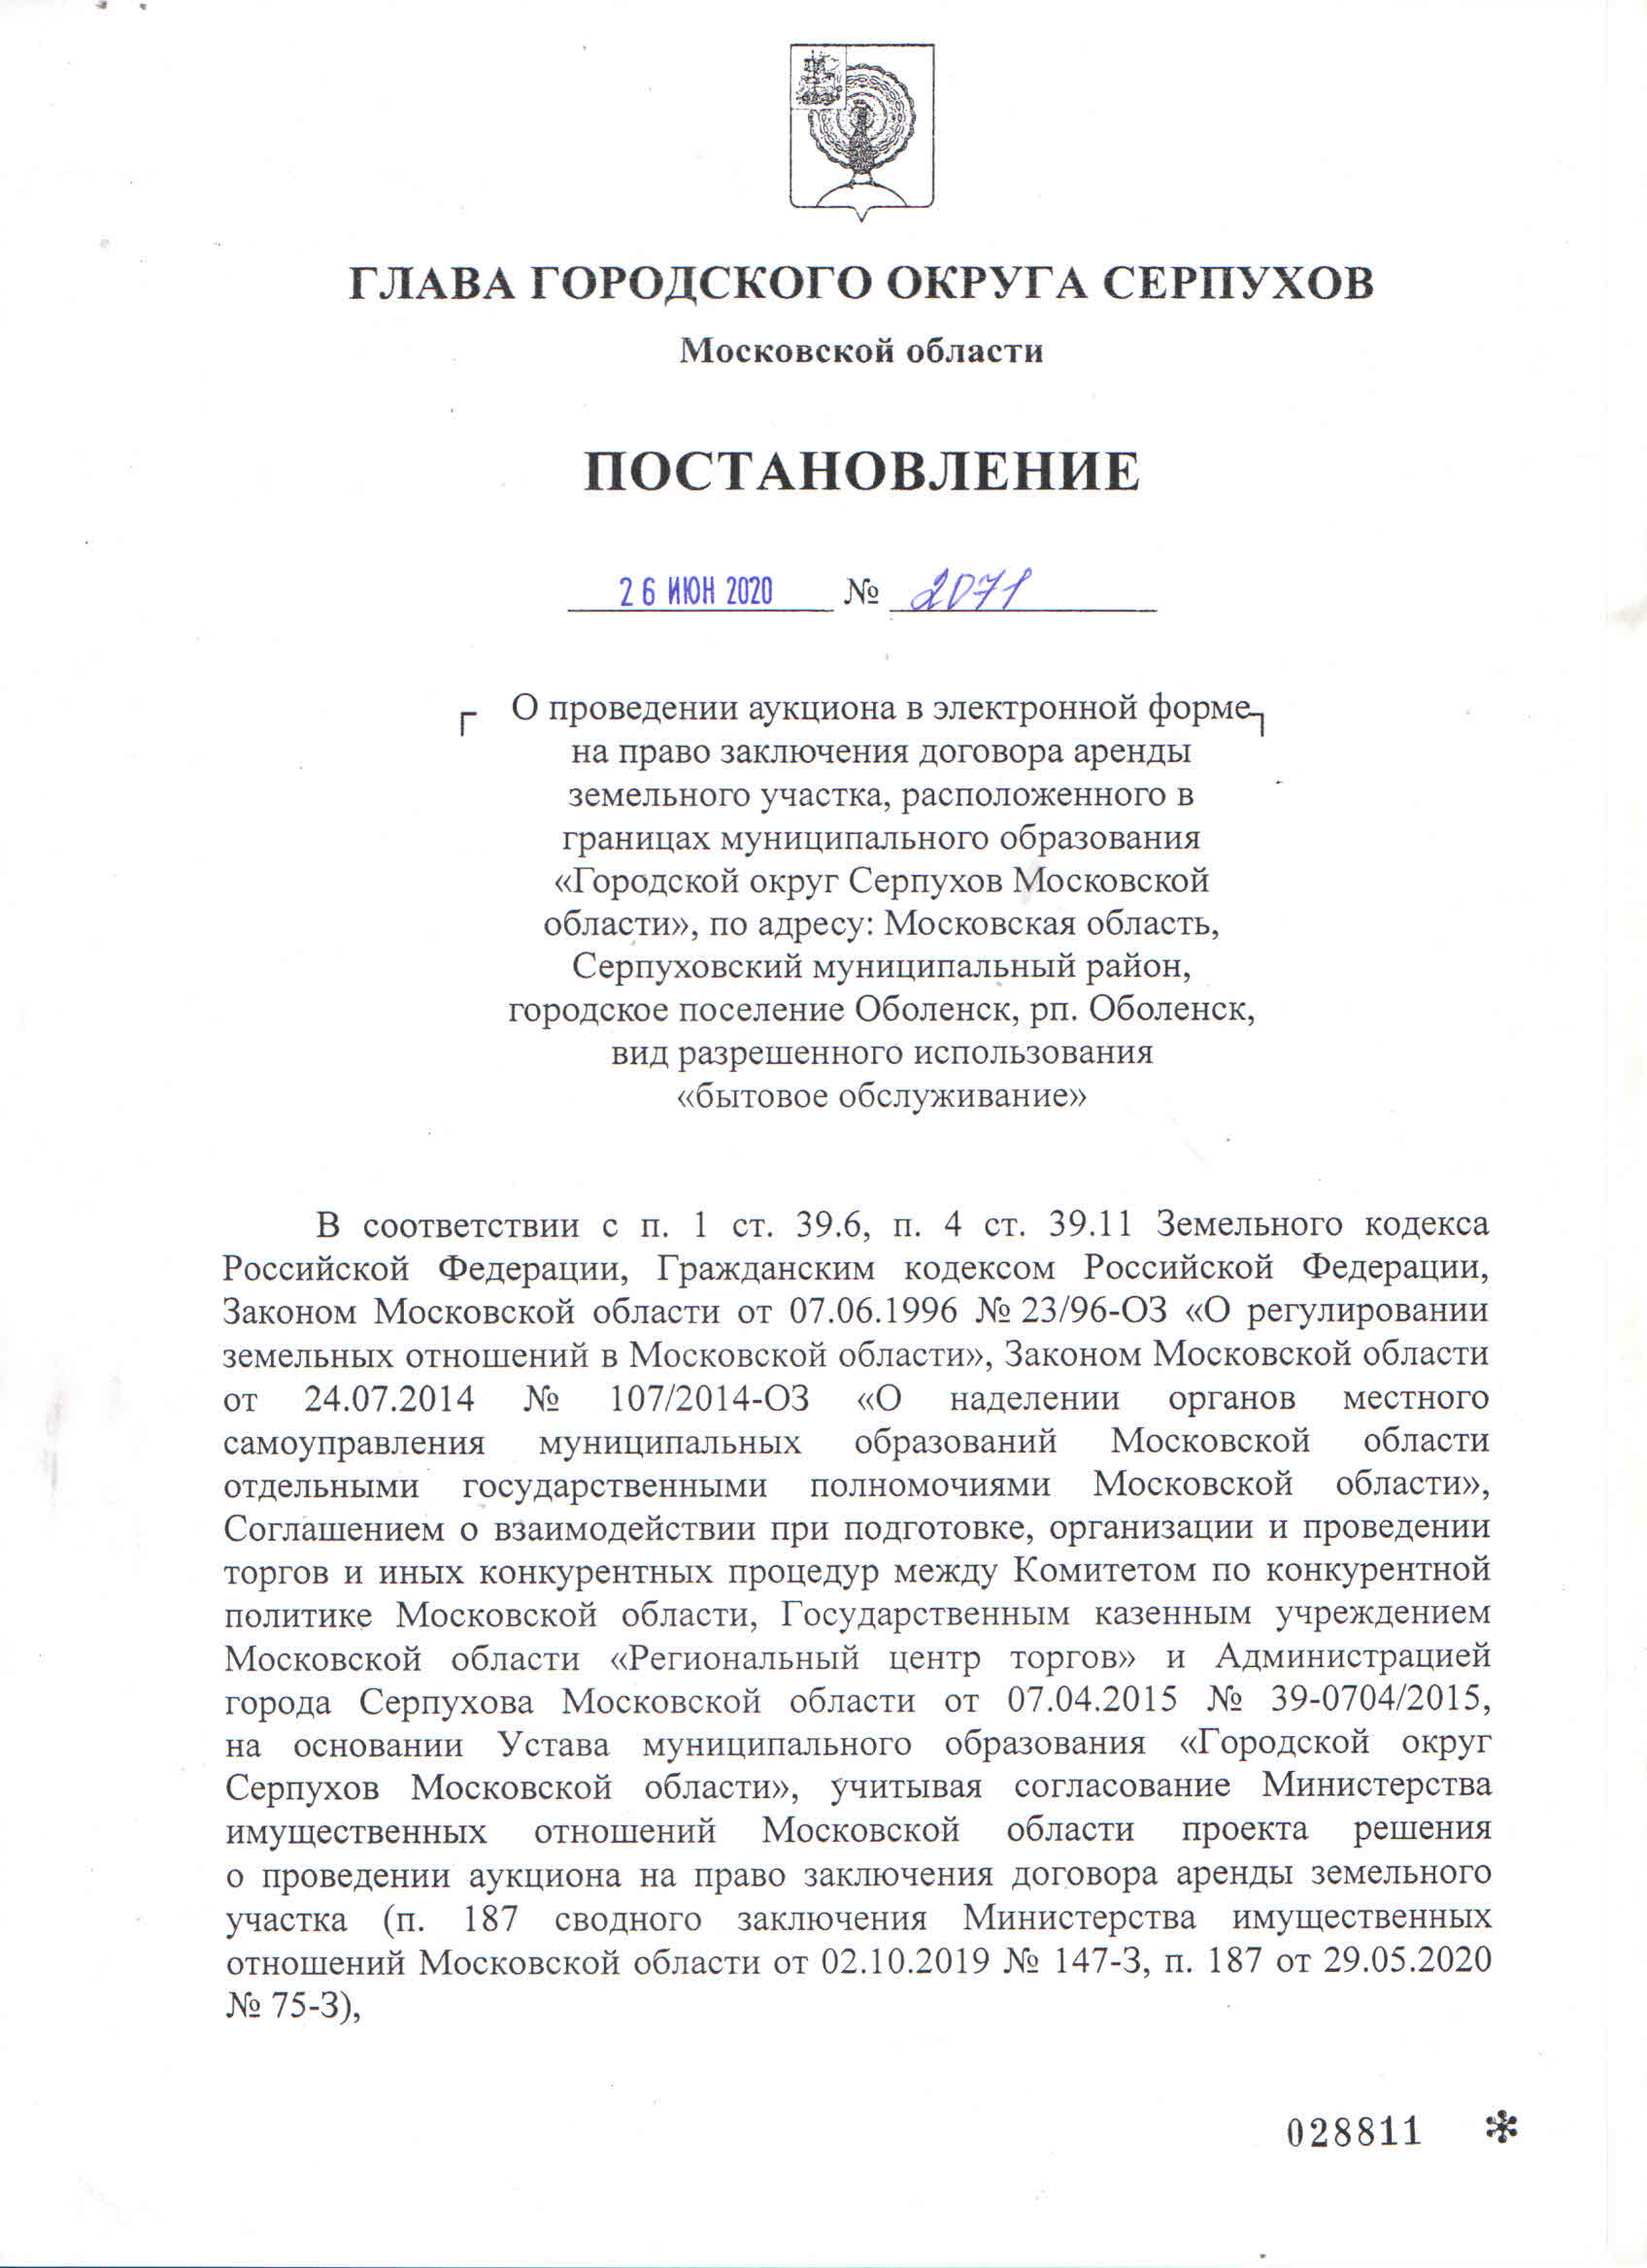 ГЛАВА ГОРОДСКОГО ОКРУГА СЕРПУХОВ
Московской области
ПОСТАНОВЛЕНИЕ
26 ИЮН 2020 № 2071
О проведении аукциона в электронной форме
на право заключения договора аренды
земельного участка, расположенного в
границах муниципального образования
«Городской округ Серпухов Московской
области», по адресу: Московская область,
Серпуховский муниципальный район,
городское поселение Оболенск, рп. Оболенск,
вид разрешенного использования
«бытовое обслуживание»
В соответствии с п. 1 ст. 39.6, п. 4 ст. 39.11 Земельного кодекса
Российской Федерации, Гражданским кодексом Российской Федерации,
Законом Московской области от 07.06.1996 № 23/96-ОЗ «О регулировании
земельных отношений в Московской области», Законом Московской области
от 24.07.2014 № 107/2014-ОЗ «О наделении органов местного
самоуправления муниципальных образований Московской области
отдельными государственными полномочиями Московской области»,
Соглашением о взаимодействии при подготовке, организации и проведении
торгов и иных конкурентных процедур между Комитетом по конкурентной
политике Московской области, Государственным казенным учреждением
Московской области «Региональный центр торгов» и Администрацией
города Серпухова Московской области от 07.04.2015 № 39-0704/2015,
на основании Устава муниципального образования «Городской округ
Серпухов Московской области», учитывая согласование Министерства
имущественных отношений Московской области проекта решения
о проведении аукциона на право заключения договора аренды земельного
участка (п. 187 сводного заключения Министерства имущественных
отношений Московской области от 02.10.2019 № 147-З, п. 187 от 29.05.2020
№ 75-З),
028811 *